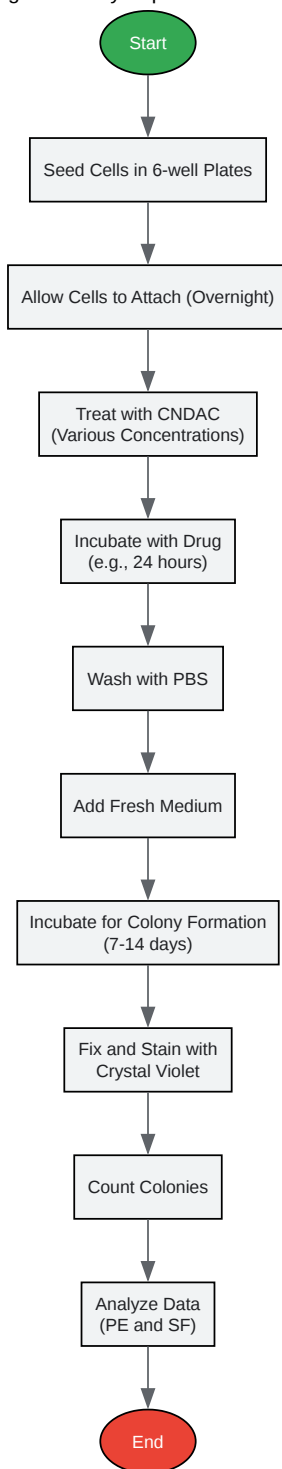 Start
Seed Cells in 6-well Plates
Allow Cells to Attach (Overnight)
Treat with CNDAC
(Various Concentrations)
Incubate with Drug
(e.g., 24 hours)
Wash with PBS
Add Fresh Medium
Incubate for Colony Formation
(7-14 days)
Fix and Stain with
Crystal Violet
Count Colonies
Analyze Data
(PE and SF)
End